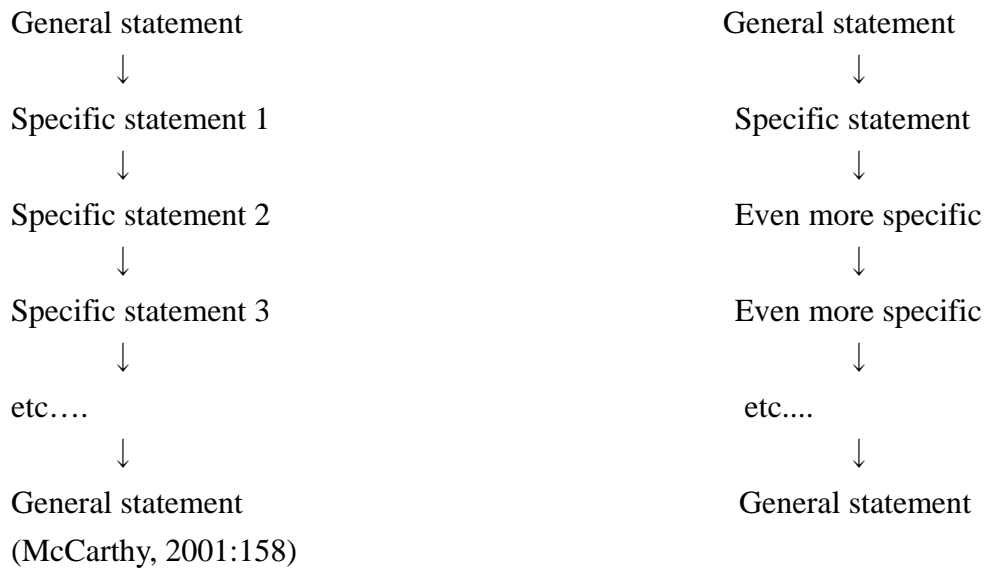 General statement General statement
↓ ↓
Specific statement 1 Specific statement
↓ ↓
Specific statement 2 Even more specific
↓ ↓
Specific statement 3 Even more specific
↓ ↓
etc…. etc....
↓ ↓
General statement General statement
(McCarthy, 2001:158)